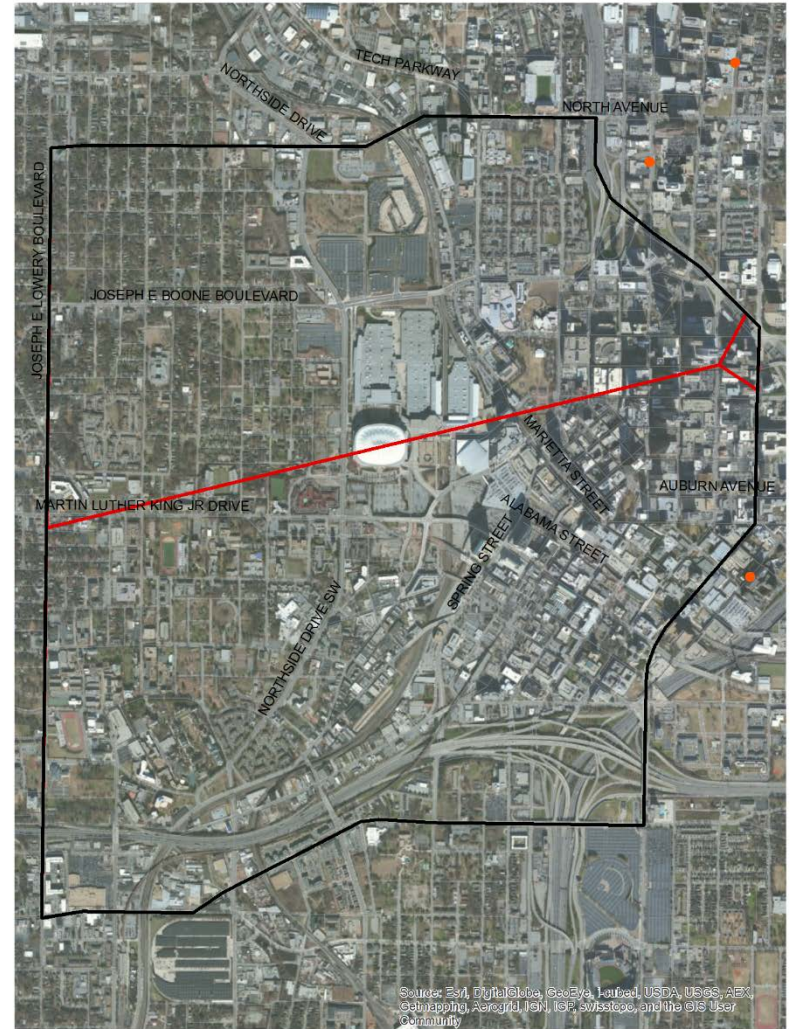 TECH PARKWAY
NORTHSIDE DRIVE
NORTH AVENUE
JOSEPH E LOWERY BOULEVARD
JOSEPH E BOONE BOULEVARD
MARIETTA STREET
AUBURN AVENUE
MARTIN LUTHER KING JR DRIVE
ALABAMA STREET
SPRING STREET
NORTHSIDE DRIVE SW
Source: Esri, DigitalGlobe, GeoEye, i-cubed, USDA, USGS, AEX,
Getmapping, Aerogrid, IGN, IGP, swisstopo, and the GIS User
Community